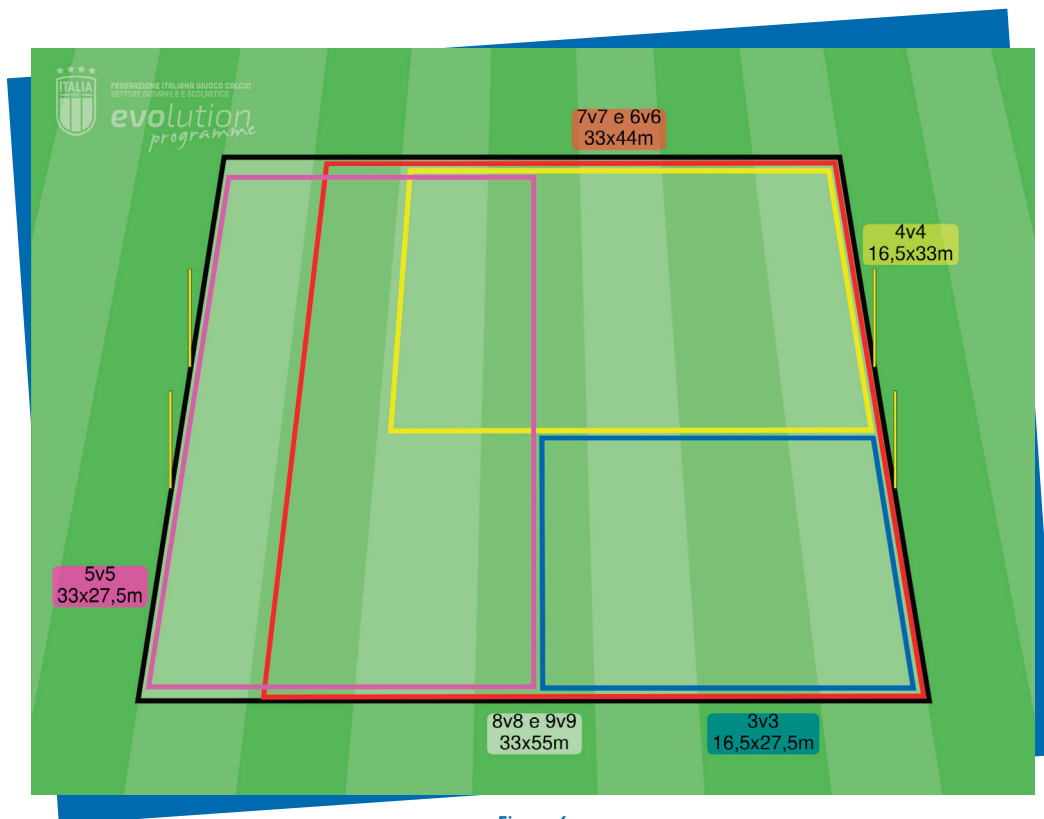 ITALIA
FEDERAZIONE ITALIANA GIUOCO CALCIO
SETTORE GIOVANILE E SCOLASTICO
evolution
programme
7v7 e 6v6
33x44m
4v4
16,5x33m
5v5
33x27,5m
8v8 e 9v9
33x55m
3v3
16,5x27,5m